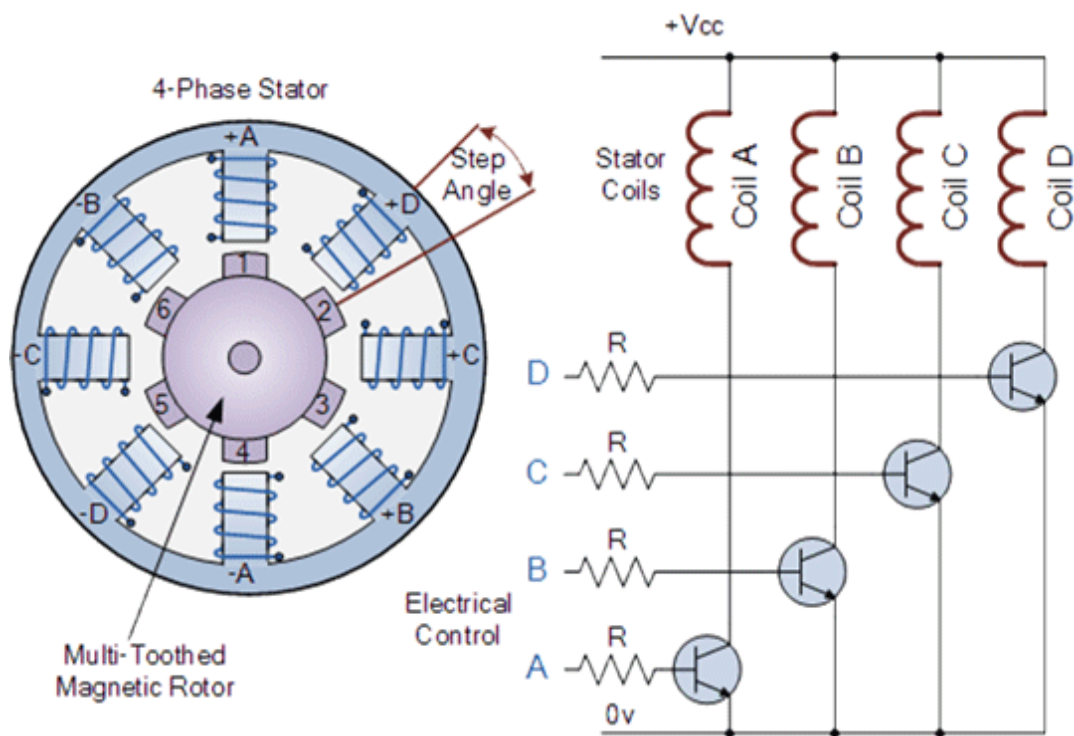 4-Phase Stator
+A
-B
+D
Step
Angle
1
6
2
-C
+C
5
3
4
-D
+B
-A
Multi-Toothed
Magnetic Rotor
Electrical
Control
+Vcc
Stator
Coils
Coil A
Coil B
Coil C
Coil D
R
D
R
C
R
B
R
A
0v